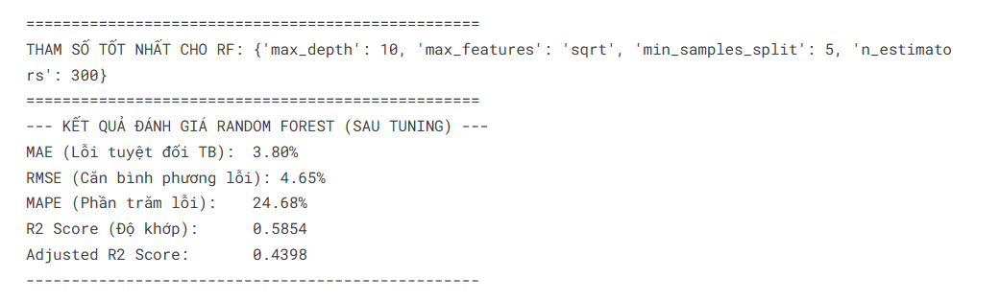 ==================================================
THAM SỐ TỐT NHẤT CHO RF: {'max_depth': 10, 'max_features': 'sqrt', 'min_samples_split': 5, 'n_estimato
rs': 300}
==================================================
--- KẾT QUẢ ĐÁNH GIÁ RANDOM FOREST (SAU TUNING) ---
MAE (Lỗi tuyệt đối TB):  3.80%
RMSE (Căn bình phương lỗi): 4.65%
MAPE (Phần trăm lỗi):    24.68%
R2 Score (Độ khớp):      0.5854
Adjusted R2 Score:       0.4398
--------------------------------------------------